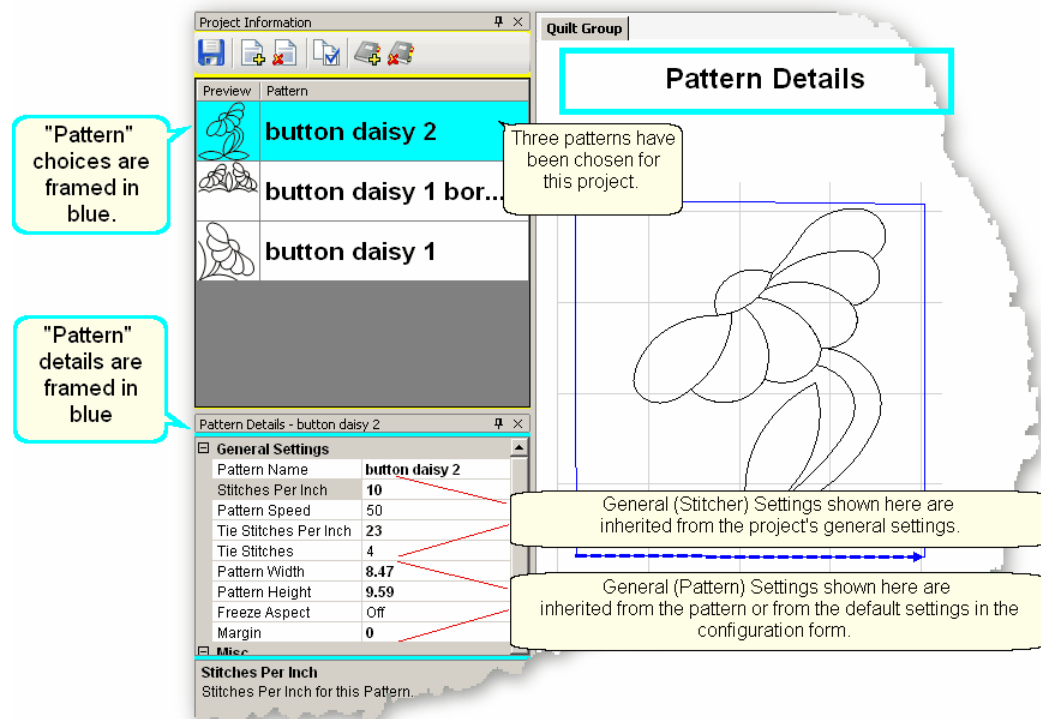 Project Information
Quilt Group
Pattern Details
Preview Pattern
button daisy 2
button daisy 1 bor...
button daisy 1
"Pattern"
choices are
framed in
blue.
Three patterns have
been chosen for
this project.
"Pattern"
details are
framed in
blue
Pattern Details - button daisy 2
General Settings
Pattern Name button daisy 2
Stitches Per Inch 10
Pattern Speed 50
Tie Stitches Per Inch 23
Tie Stitches 4
Pattern Width 8.47
Pattern Height 9.59
Freeze Aspect Off
Margin 0
Misc
General (Stitcher) Settings shown here are
inherited from the project's general settings.
General (Pattern) Settings shown here are
inherited from the pattern or from the default settings in the
configuration form.
Stitches Per Inch
Stitches Per Inch for this Pattern.